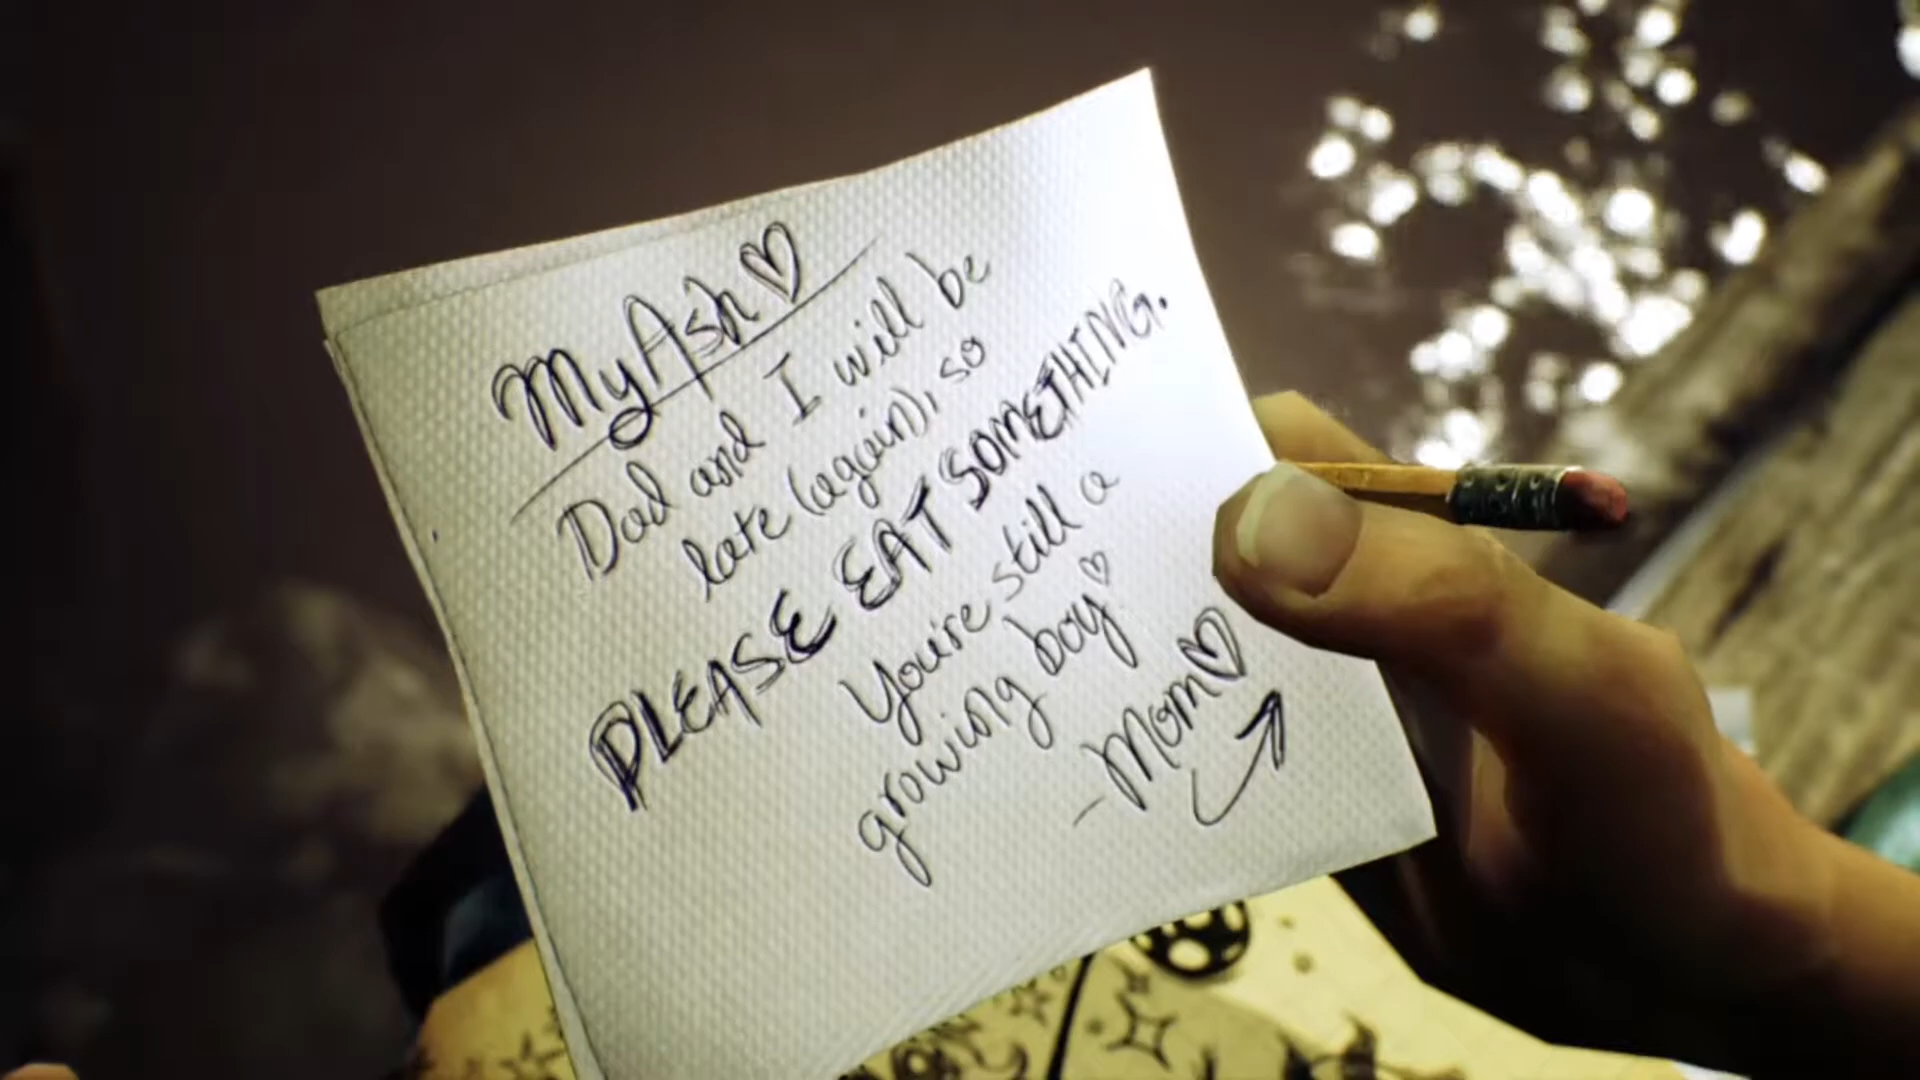 My Ash♡
Dad and I will be
late (again), so
PLEASE EAT SOMETHING.
You're still a
growing boy♡
-Mom♡